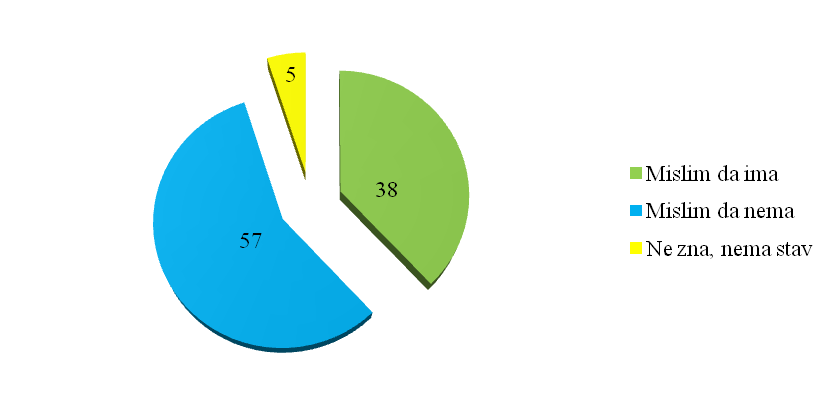 5
38
57
Mislim da ima
Mislim da nema
Ne zna, nema stav